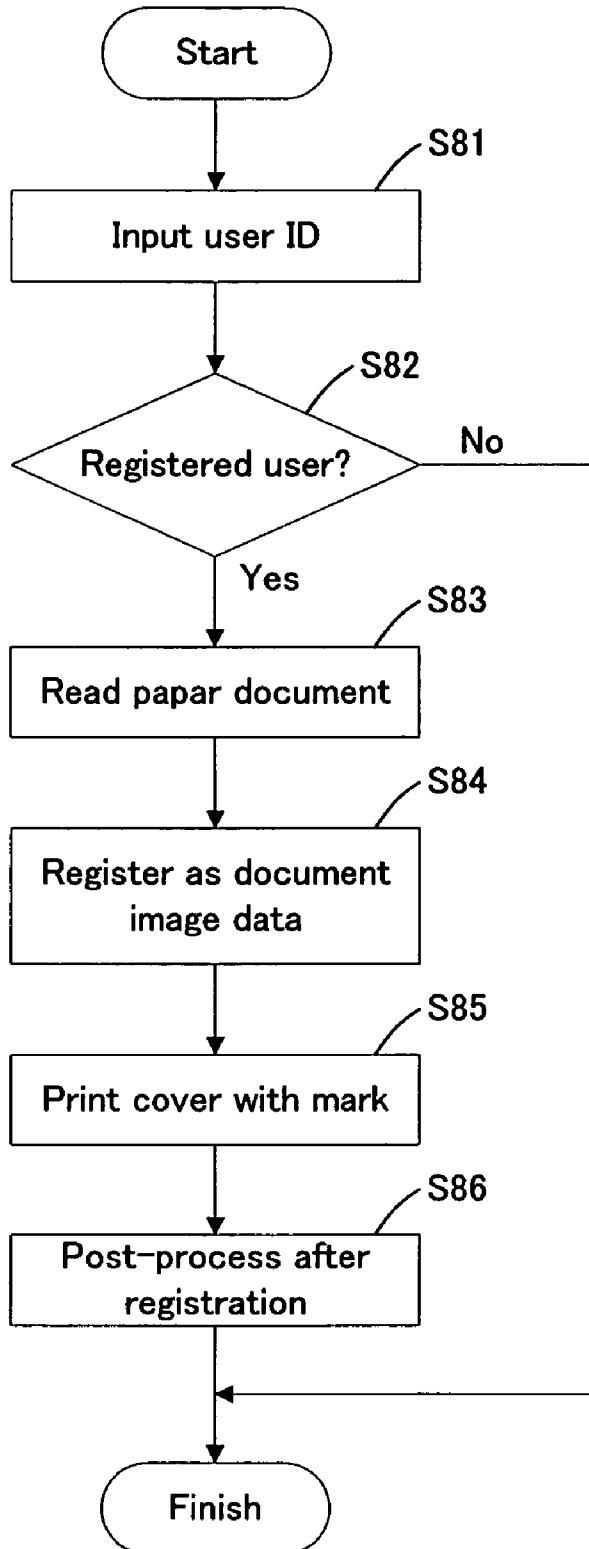 Start
S81
Input user ID
S82
Registered user?
No
Yes
S83
Read papar document
S84
Register as document
image data
S85
Print cover with mark
S86
Post-process after
registration
Finish